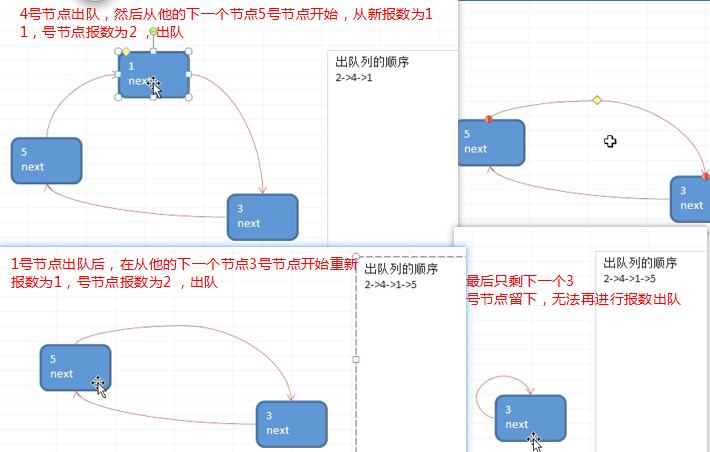 4号节点出队，然后从他的下一个节点5号节点开始，从新报数为1
1，号节点报数为2 ，出队
1
next
5
next
3
next
出队列的顺序
2->4->1
5
next
3
next
1号节点出队后，在从他的下一个节点3号节点开始重新
报数为1，号节点报数为2 ，出队
5
next
3
next
出队列的顺序
2->4->1->5
最后只剩下一个3
号节点留下，无法再进行报数出队
3
next
出队列的顺序
2->4->1->5